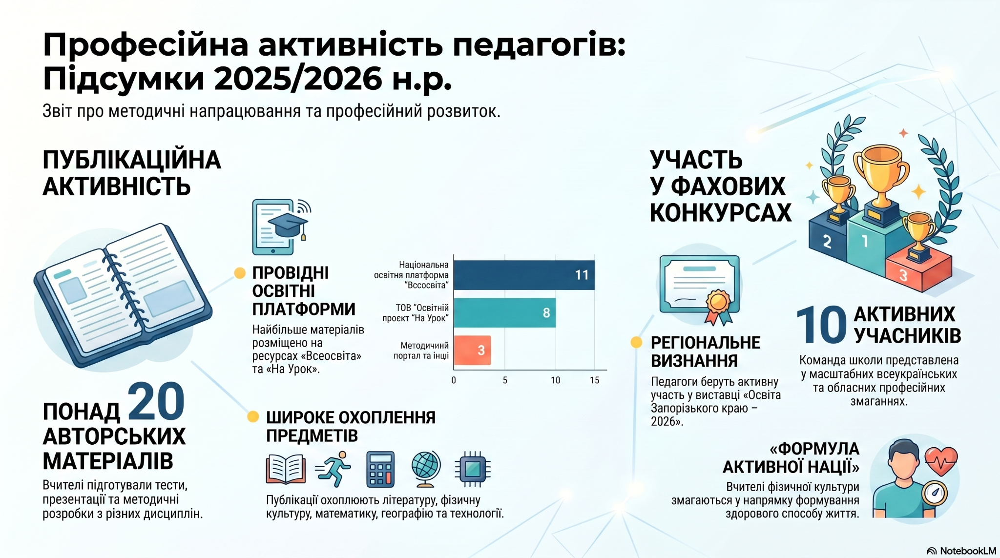 Професійна активність педагогів:
Підсумки 2025/2026 н.р.
Звіт про методичні напрацювання та професійний розвиток.
ПУБЛІКАЦІЙНА
АКТИВНІСТЬ
ПОНАД 20
АВТОРСЬКИХ
МАТЕРІАЛІВ
Вчителі підготували тести,
презентації та методичні
розробки з різних дисциплін.
ПРОВІДНІ
ОСВІТНІ
ПЛАТФОРМИ
Найбільше матеріалів
розміщено на
ресурсах «Всеосвіта»
та «На Урок».
Національна
освітня платформа
"Вссосвіта"
11
ТОВ "Освітній
проєкт "На Урок"
8
Методичинй
портал та інці
3
0 5 10 15
ШИРОКЕ ОХОПЛЕННЯ
ПРЕДМЕТІВ
Публікації охоплюють літературу, фізичну
культуру, математику, географію та технології.
УЧАСТЬ
У ФАХОВИХ
КОНКУРСАХ
2 1 3
РЕГІОНАЛЬНЕ
ВИЗНАННЯ
Педагоги беруть активну
участь у виставці «Освіта
Запорізького краю –
2026».
10 АКТИВНИХ
УЧАСНИКІВ
Команда школи представлена
у масштабних всеукраїнських
та обласних професійних
змаганнях.
«ФОРМУЛА
АКТИВНОЇ НАЦІЇ»
Вчителі фізичної культури
змагаються у напрямку формування
здорового способу життя.
NotebookLM